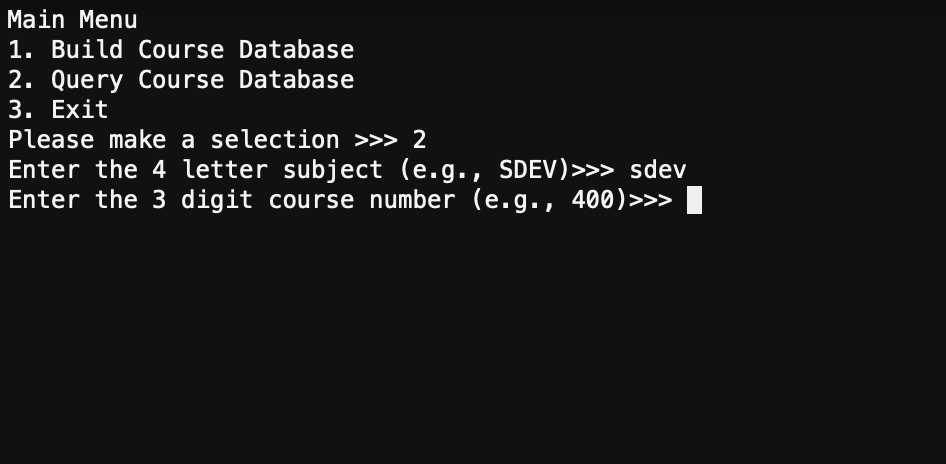 Main Menu
1. Build Course Database
2. Query Course Database
3. Exit
Please make a selection >>> 2
Enter the 4 letter subject (e.g., SDEV)>>> sdev
Enter the 3 digit course number (e.g., 400)>>>